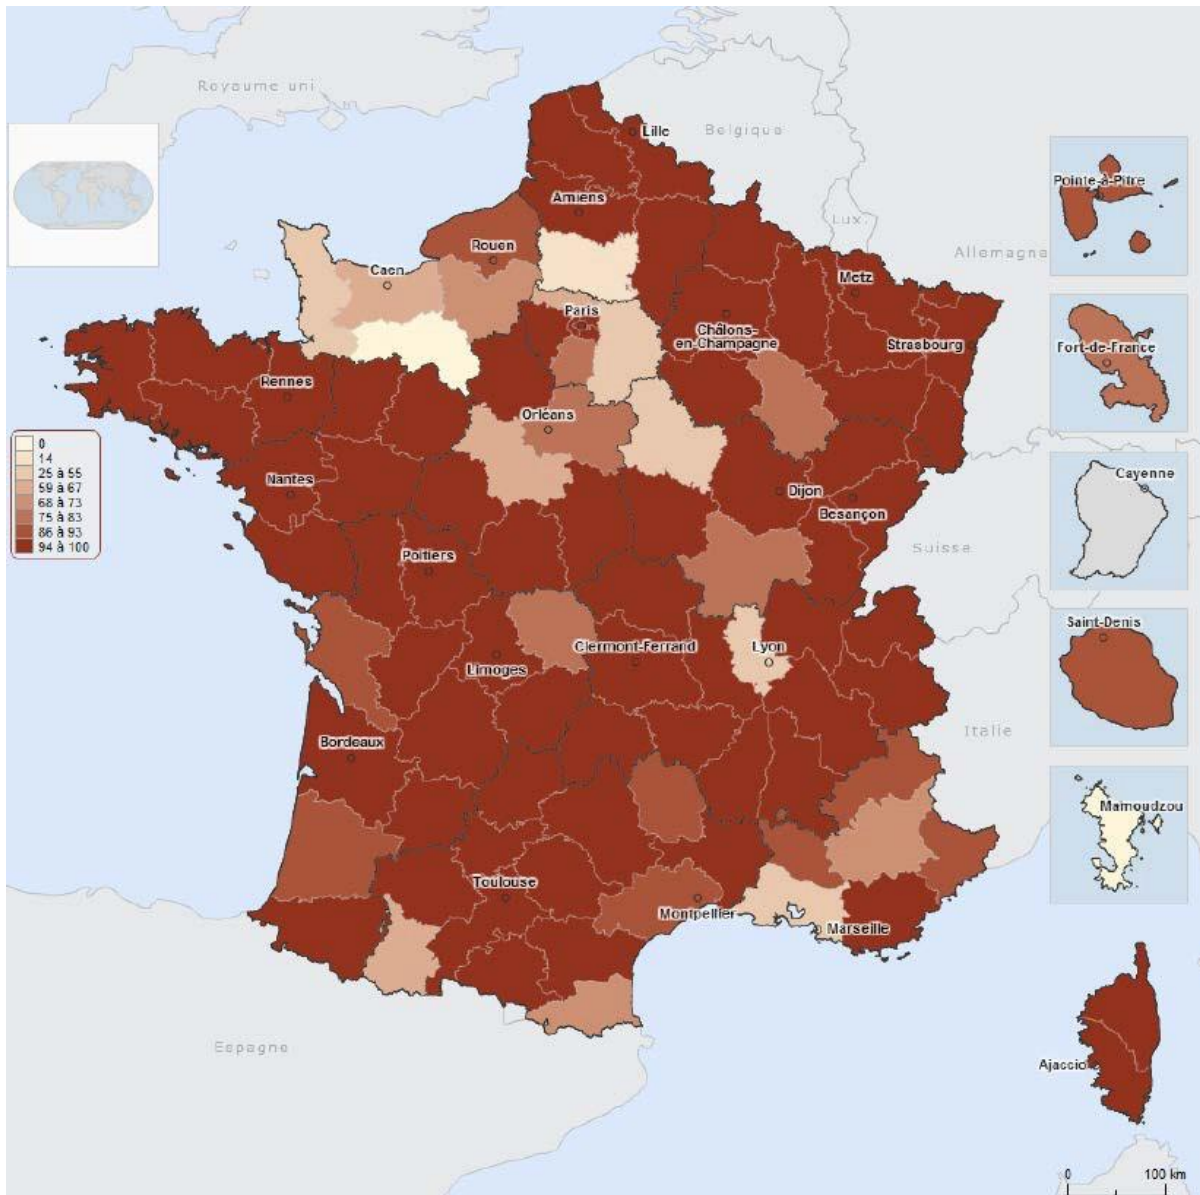 Royaume uni
Lille
Belgique
Pointe-à-Pitre
Amiens
Lux.
Rouen
Allemagne
Caen
Metz
Paris
Châlons-
en-Champagne
Strasbourg
Fort-de-France
Rennes
Orléans
0
14
25 à 55
59 à 67
68 à 73
75 à 83
86 à 93
94 à 100
Nantes
Dijon
Besançon
Cayenne
Poitiers
Suisse
Saint-Denis
Clermont-Ferrand
Lyon
Limoges
Italie
Bordeaux
Mamoudzou
Toulouse
Montpellier
Marseille
Espagne
Ajaccio
0 100 km